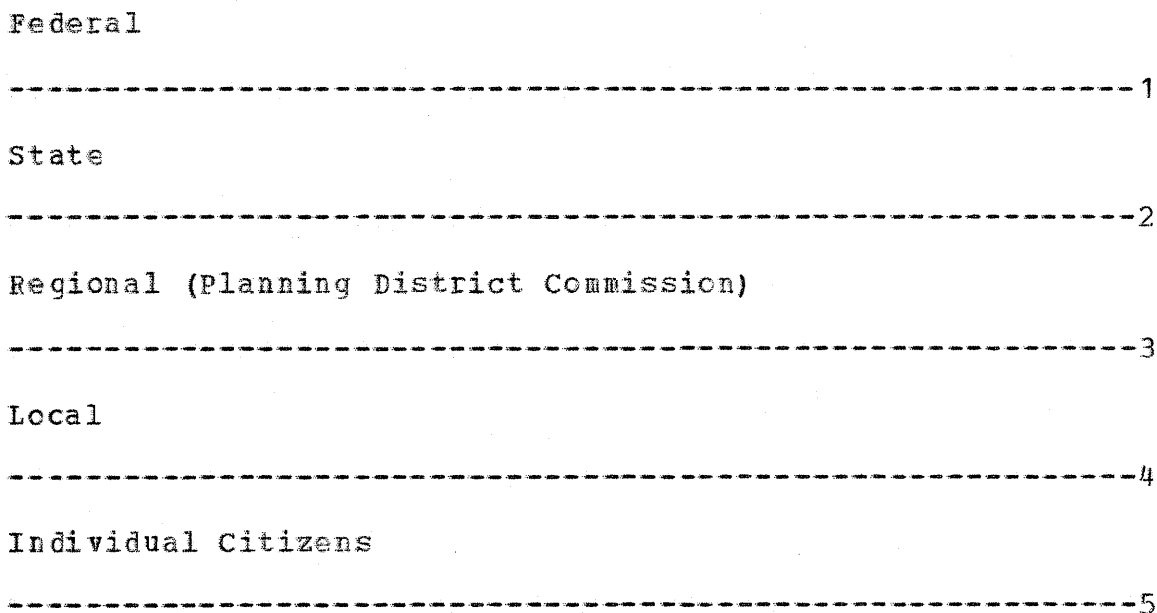 Federal
------------------------------------------------------------------------1
State
------------------------------------------------------------------------2
Regional (Planning District Commission)
------------------------------------------------------------------------3
Local
------------------------------------------------------------------------4
Individual Citizens
------------------------------------------------------------------------5